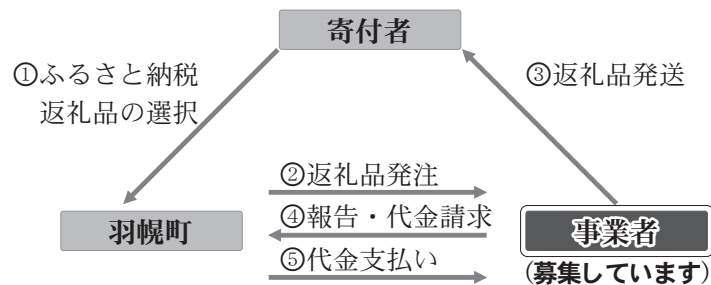 寄付者
①ふるさと納税
返礼品の選択
③返礼品発送
②返礼品発注
羽幌町
④報告・代金請求
事業者
⑤代金支払い
(募集しています)